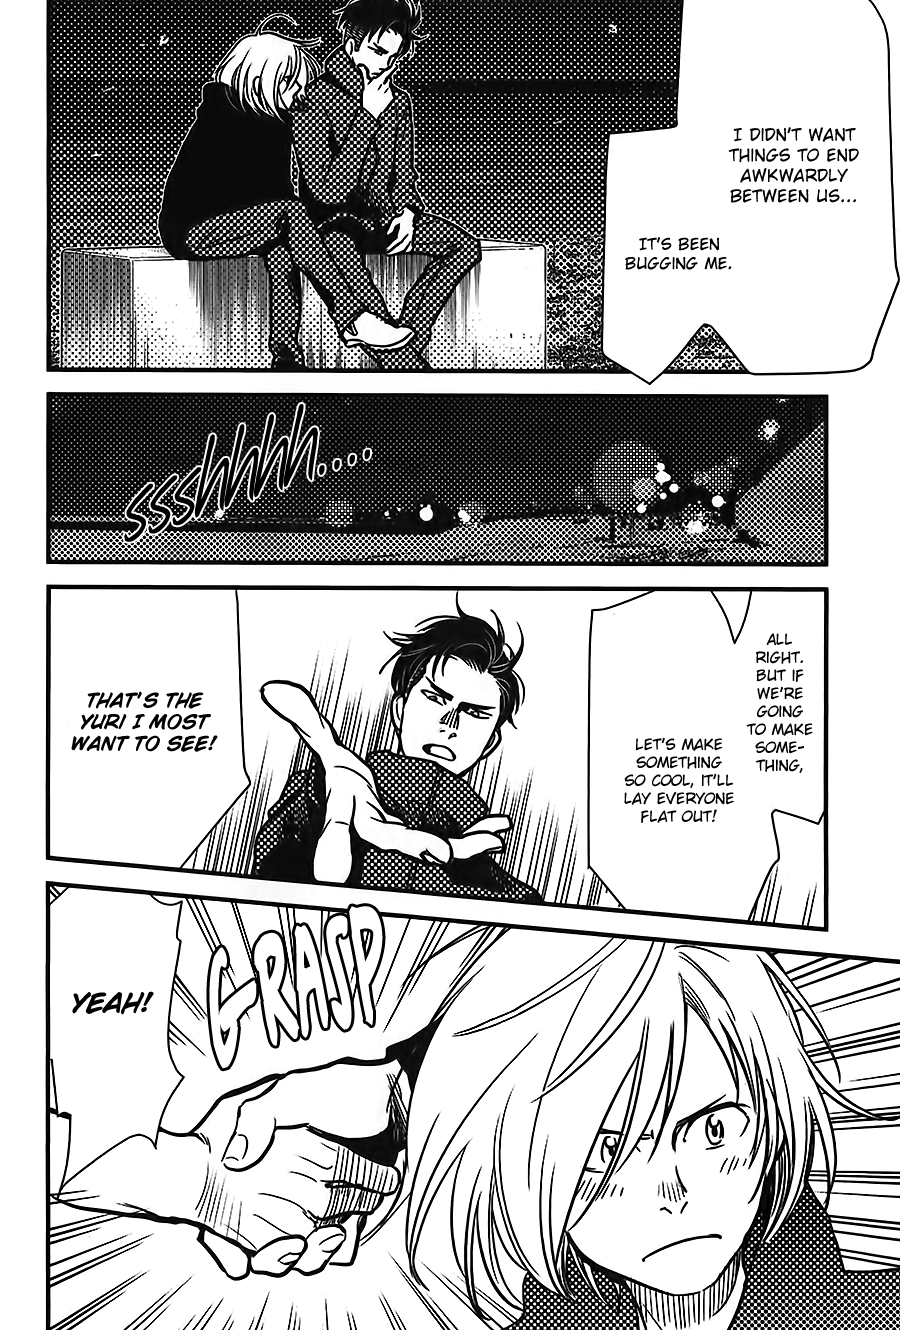 I DIDN'T WANT
THINGS TO END
AWKWARDLY
BETWEEN US...
IT'S BEEN
BUGGING ME.
SSSHHHHH....
ALL
RIGHT.
BUT IF
WE'RE
GOING
TO MAKE
SOME-
THING,
LET'S MAKE
SOMETHING
SO COOL, IT'LL
LAY EVERYONE
FLAT OUT!
THAT'S THE
YURI I MOST
WANT TO SEE!
GRASP
YEAH!